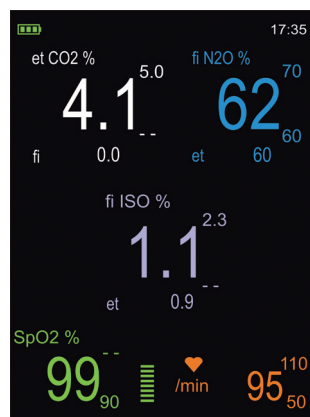 17:35
et CO2 % fi N2O %
4.1 5.0 -- 62 70 60
fi 0.0 et 60
fi ISO %
1.1 2.3 --
et 0.9
SpO2 %
99 -- 90 /min 95 110 50